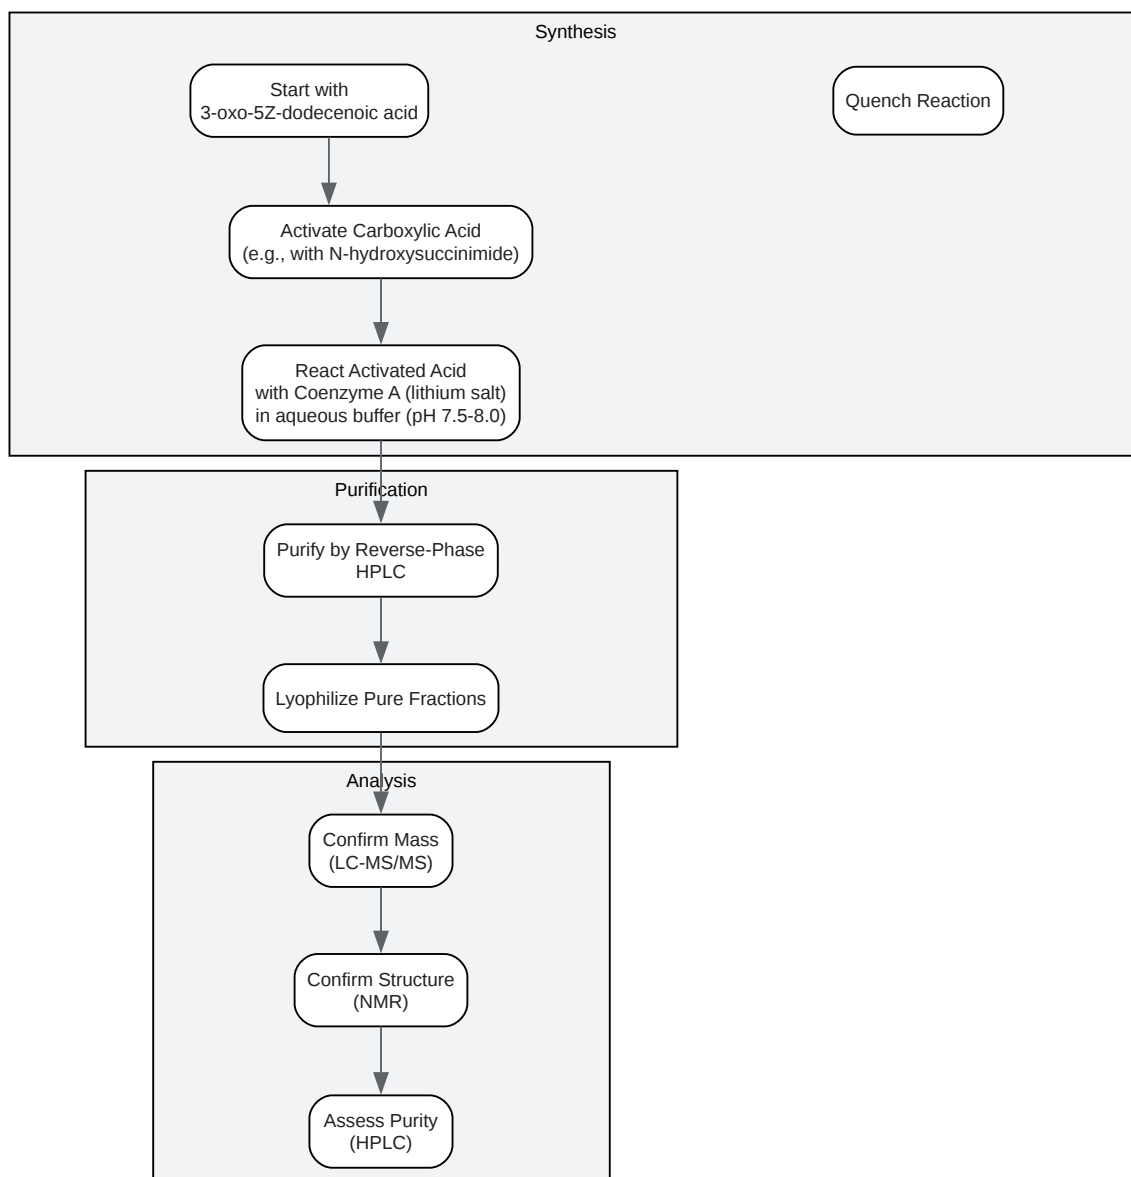 Synthesis
Start with
3-oxo-5Z-dodecenoic acid
Quench Reaction
Activate Carboxylic Acid
(e.g., with N-hydroxysuccinimide)
React Activated Acid
with Coenzyme A (lithium salt)
in aqueous buffer (pH 7.5-8.0)
Purification
Purify by Reverse-Phase
HPLC
Lyophilize Pure Fractions
Analysis
Confirm Mass
(LC-MS/MS)
Confirm Structure
(NMR)
Assess Purity
(HPLC)